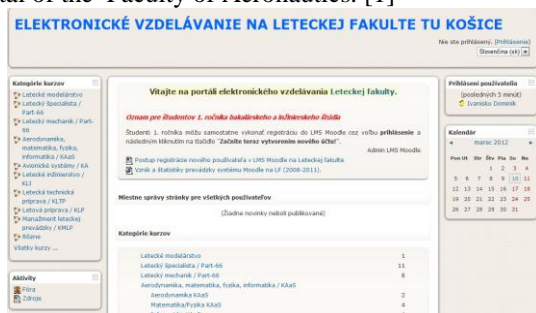 tal of the Faculty of Aeronautics. [1]
ELEKTRONICKÉ VZDELÁVANIE NA LETECKEJ FAKULTE TU KOŠICE
Nie ste prihlásený. (Prihlásenie)
Slovenčina (sk)
Kategórie kurzov
Letecké modelárstvo
Letecký špecialista / Part-66
Letecký mechanik / Part-66
Aerodynamika, matematika, fyzika, informatika / KAaS
Avionické systémy / KA
Letecké inžinierstvo / KLI
Letecká technická príprava / KLTP
Letová príprava / KLP
Manažment leteckej prevádzky / KMLP
Rôzne
Všetky kurzy ...
Aktivity
Fóra
Zdroje
Vitajte na portáli elektronického vzdelávania Leteckej fakulty.
Oznam pre študentov 1. ročníka bakalárskeho a inžinierskeho štúdia
Študenti 1. ročníka môžu samostatne vykonať registráciu do LMS Moodle cez voľbu prihlásenie a
následným kliknutím na tlačidlo "Začnite teraz vytvorením nového účtu!".
Admin LMS Moodle
Postup registrácie nového používateľa v LMS Moodle na Leteckej fakulte
Vznik a štatistiky prevádzky systému Moodle na LF (2008-2011).
Miestne správy stránky pre všetkých používateľov
(Žiadne novinky neboli publikované)
Kategórie kurzov
Letecké modelárstvo 1
Letecký špecialista / Part-66 11
Letecký mechanik / Part-66 8
Aerodynamika, matematika, fyzika, informatika / KAaS
Aerodynamika KAaS 2
Matematika/Fyzika KAaS 4
Prihlásení používatelia
(posledných 5 minút)
Ivanisko Dominik
Kalendár
marec 2012
Pon Ut Str Štv Pia So Ne
1 2 3 4
5 6 7 8 9 10 11
12 13 14 15 16 17 18
19 20 21 22 23 24 25
26 27 28 29 30 31